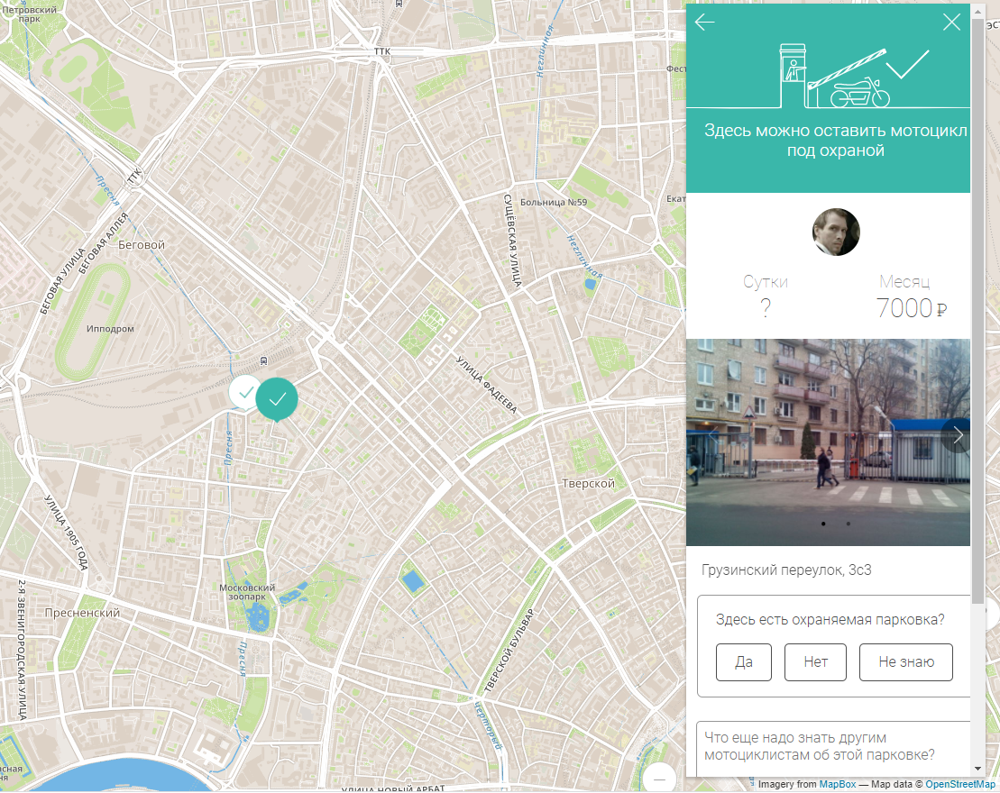 Петровский
парк
ТТК
Неглинная
Фест
эс
Здесь можно оставить мотоцикл
под охраной
ТТК
Пресня
СУЩЁВСКАЯ УЛИЦА
Больница №59
Екат
БЕГОВАЯ АЛЛЕЯ
БЕГОВАЯ УЛИЦА
Беговой
Неглинная
Сутки
Месяц
?
7000 ₽
Ипподром
УЛИЦА ФАДЕЕВА
Пресня
Тверской
УЛИЦА 1905 ГОДА
Грузинский переулок, 3с3
Московский
зоопарк
Пресненский
2-Я ЗВЕНИГОРОДСКАЯ УЛИЦА
Пресня
ТВЕРСКОЙ БУЛЬВАР
Здесь есть охраняемая парковка?
Да
Нет
Не знаю
Черторый
Что еще надо знать другим
мотоциклистам об этой парковке?
асная
ня
УЛИЦА НОВЫЙ АРБАТ
Imagery from MapBox — Map data © OpenStreetMap